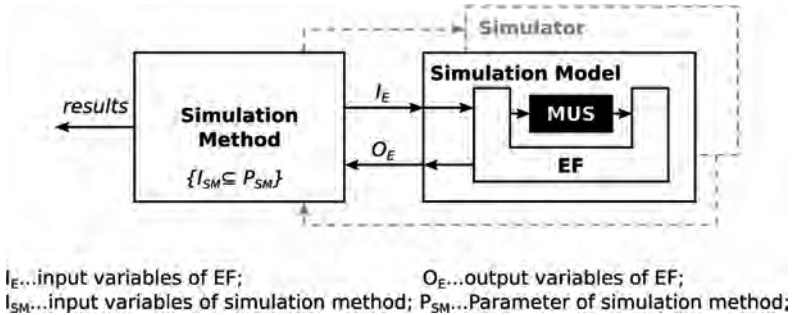 Simulator
Simulation Model
results
Simulation
Method
{I_SM ⊆ P_SM}
I_E
O_E
MUS
EF
I_E...input variables of EF; O_E...output variables of EF;
I_SM...input variables of simulation method; P_SM...Parameter of simulation method;